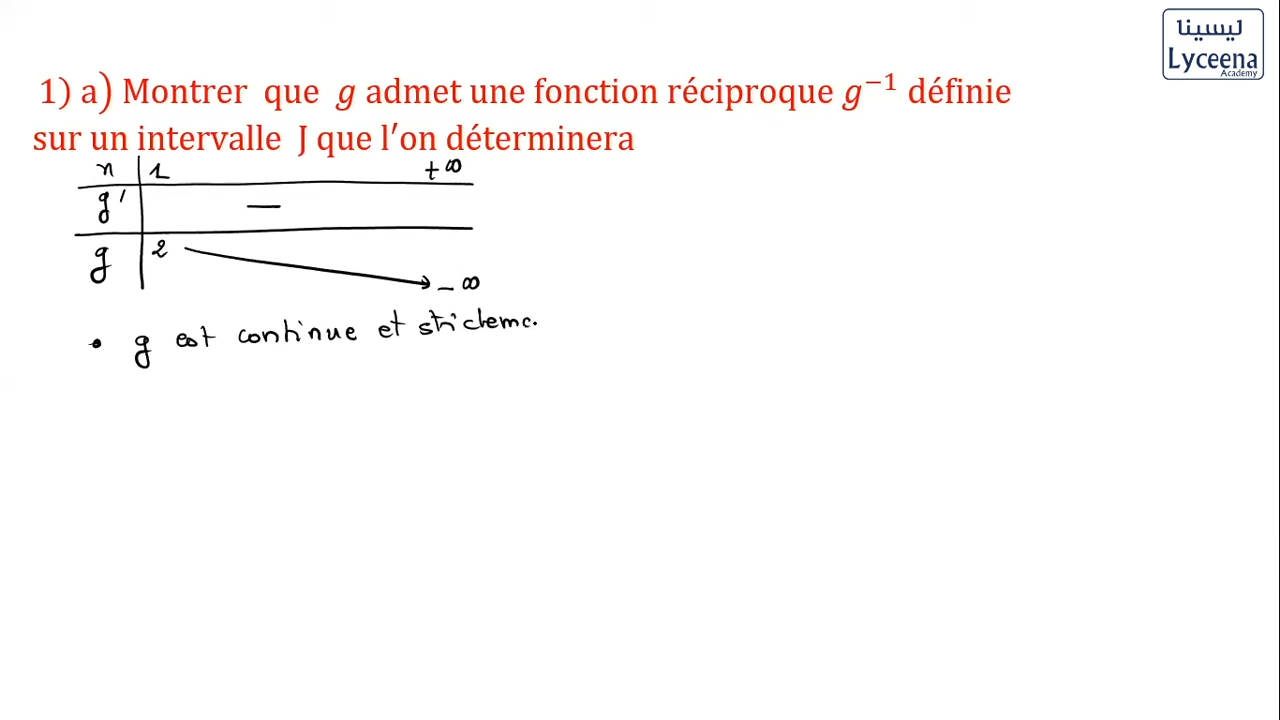 ليسينا
Lyceena
Academy
1) a) Montrer que g admet une fonction réciproque g⁻¹ définie
sur un intervalle J que l'on déterminera
x 1 +∞
g' —
g 2 -∞
• g est continue et stricteme.